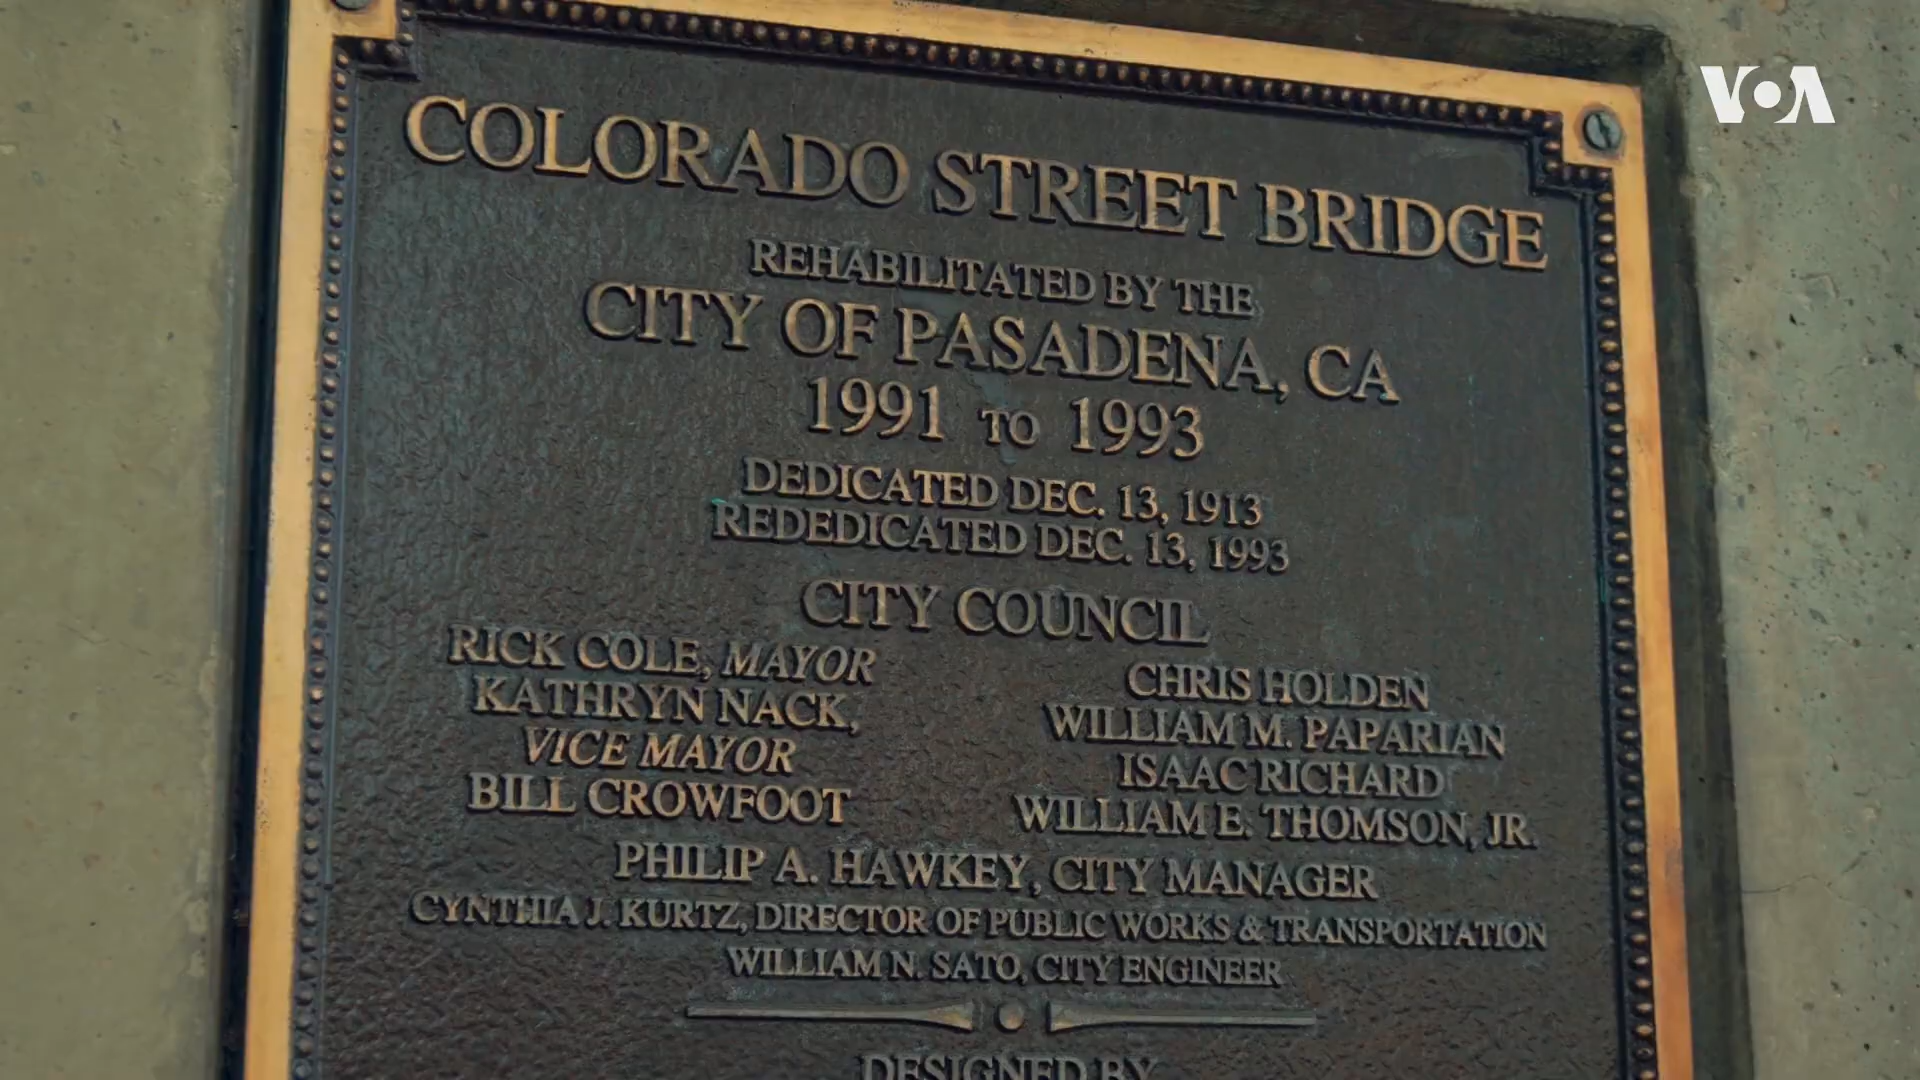 VOA
COLORADO STREET BRIDGE
REHABILITATED BY THE
CITY OF PASADENA, CA
1991 TO 1993
DEDICATED DEC. 13, 1913
REDEDICATED DEC. 13, 1993
CITY COUNCIL
RICK COLE, MAYOR
KATHRYN NACK,
VICE MAYOR
BILL CROWFOOT
CHRIS HOLDEN
WILLIAM M. PAPARIAN
ISAAC RICHARD
WILLIAM E. THOMSON, JR.
PHILIP A. HAWKEY, CITY MANAGER
CYNTHIA J. KURTZ, DIRECTOR OF PUBLIC WORKS & TRANSPORTATION
WILLIAM N. SATO, CITY ENGINEER
DESIGNED BY